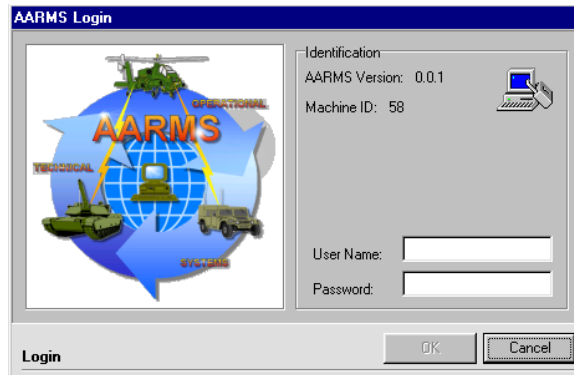 AARMS Login
OPERATIONAL
AARMS
TECHNICAL
SYSTEMS
Identification
AARMS Version: 0.0.1
Machine ID: 58
User Name:
Password:
Login
OK
Cancel